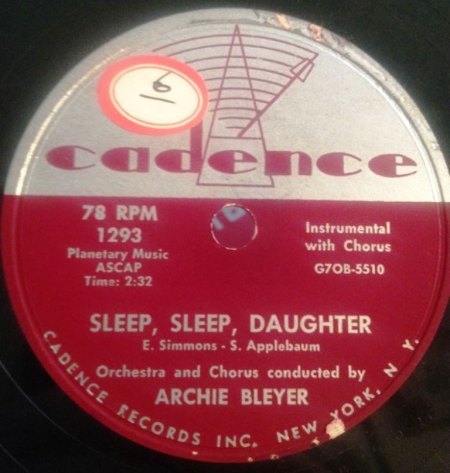 6
cadence
78 RPM
1293
Planetary Music
ASCAP
Time: 2:32
Instrumental
with Chorus
G7OB-5510
SLEEP, SLEEP, DAUGHTER
E. Simmons - S. Applebaum
Orchestra and Chorus conducted by
ARCHIE BLEYER
CADENCE RECORDS INC. NEW YORK, N. Y.